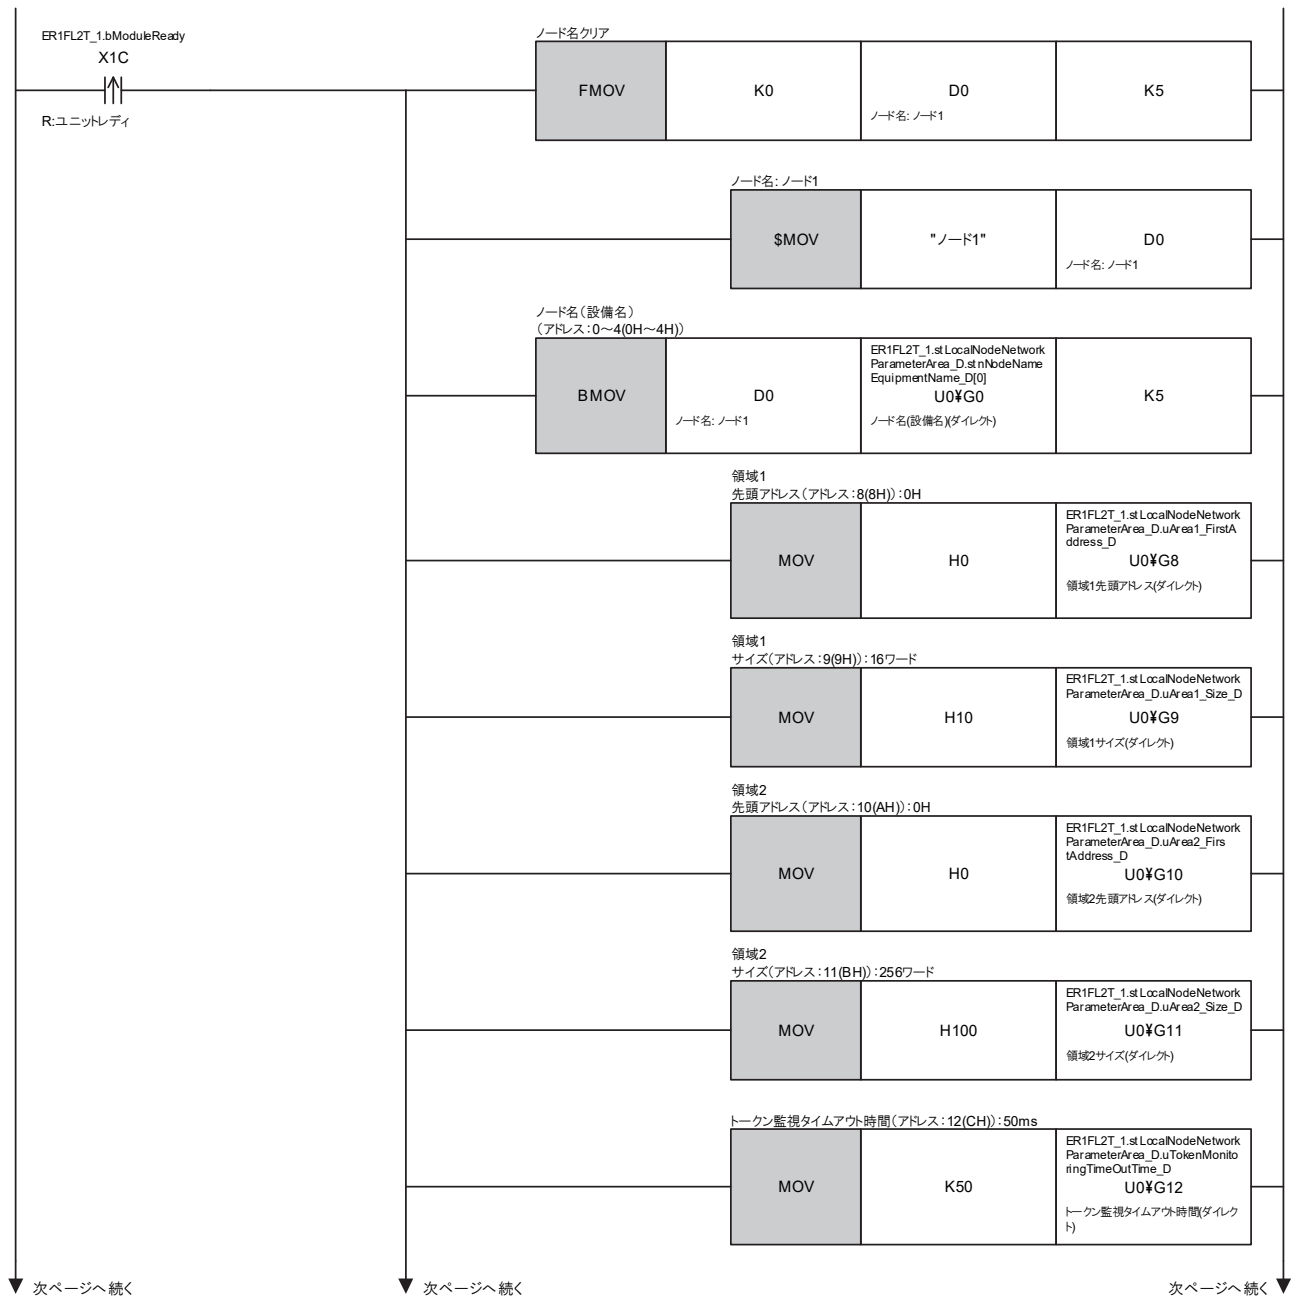 ER1FL2T_1.bModuleReady
X1C
R:ユニットレディ
ノード名クリア
FMOV
K0
D0
ノード名: ノード1
K5
ノード名: ノード1
$MOV
"ノード1"
D0
ノード名: ノード1
ノード名(設備名)
(アドレス:0~4(0H~4H))
BMOV
D0
ノード名: ノード1
ER1FL2T_1.stLocalNodeNetwork
ParameterArea_D.stnNodeName
EquipmentName_D[0]
U0¥G0
ノード名(設備名)(ダイレクト)
K5
領域1
先頭アドレス(アドレス:8(8H)):0H
MOV
H0
ER1FL2T_1.stLocalNodeNetwork
ParameterArea_D.uArea1_FirstA
ddress_D
U0¥G8
領域1先頭アドレス(ダイレクト)
領域1
サイズ(アドレス:9(9H)):16ワード
MOV
H10
ER1FL2T_1.stLocalNodeNetwork
ParameterArea_D.uArea1_Size_D
U0¥G9
領域1サイズ(ダイレクト)
領域2
先頭アドレス(アドレス:10(AH)):0H
MOV
H0
ER1FL2T_1.stLocalNodeNetwork
ParameterArea_D.uArea2_Firs
tAddress_D
U0¥G10
領域2先頭アドレス(ダイレクト)
領域2
サイズ(アドレス:11(BH)):256ワード
MOV
H100
ER1FL2T_1.stLocalNodeNetwork
ParameterArea_D.uArea2_Size_D
U0¥G11
領域2サイズ(ダイレクト)
トークン監視タイムアウト時間(アドレス:12(CH)):50ms
MOV
K50
ER1FL2T_1.stLocalNodeNetwork
ParameterArea_D.uTokenMonito
ringTimeOutTime_D
U0¥G12
トークン監視タイムアウト時間(ダイレク
ト)
次ページへ続く
次ページへ続く
次ページへ続く